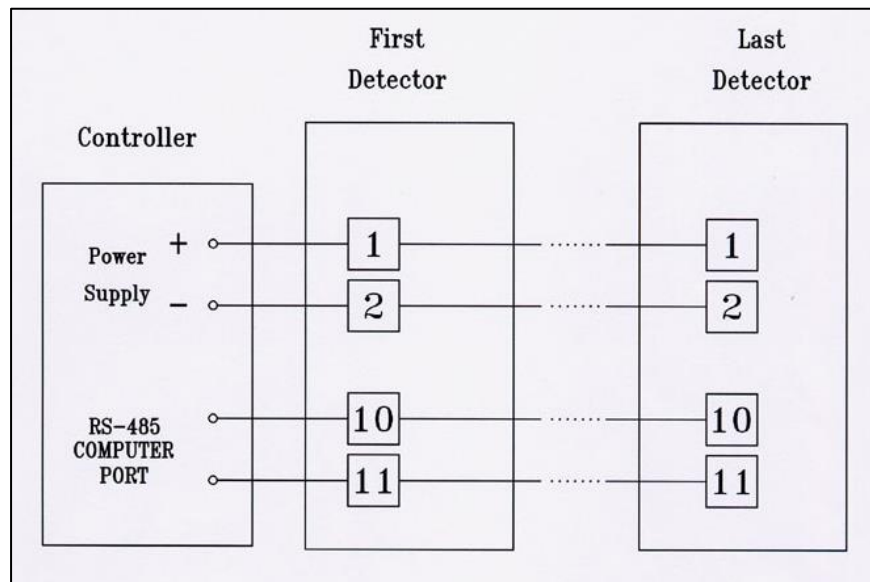 First
Detector
Last
Detector
Controller
Power
Supply
+
-
RS-485
COMPUTER
PORT
1
2
10
11
1
2
10
11